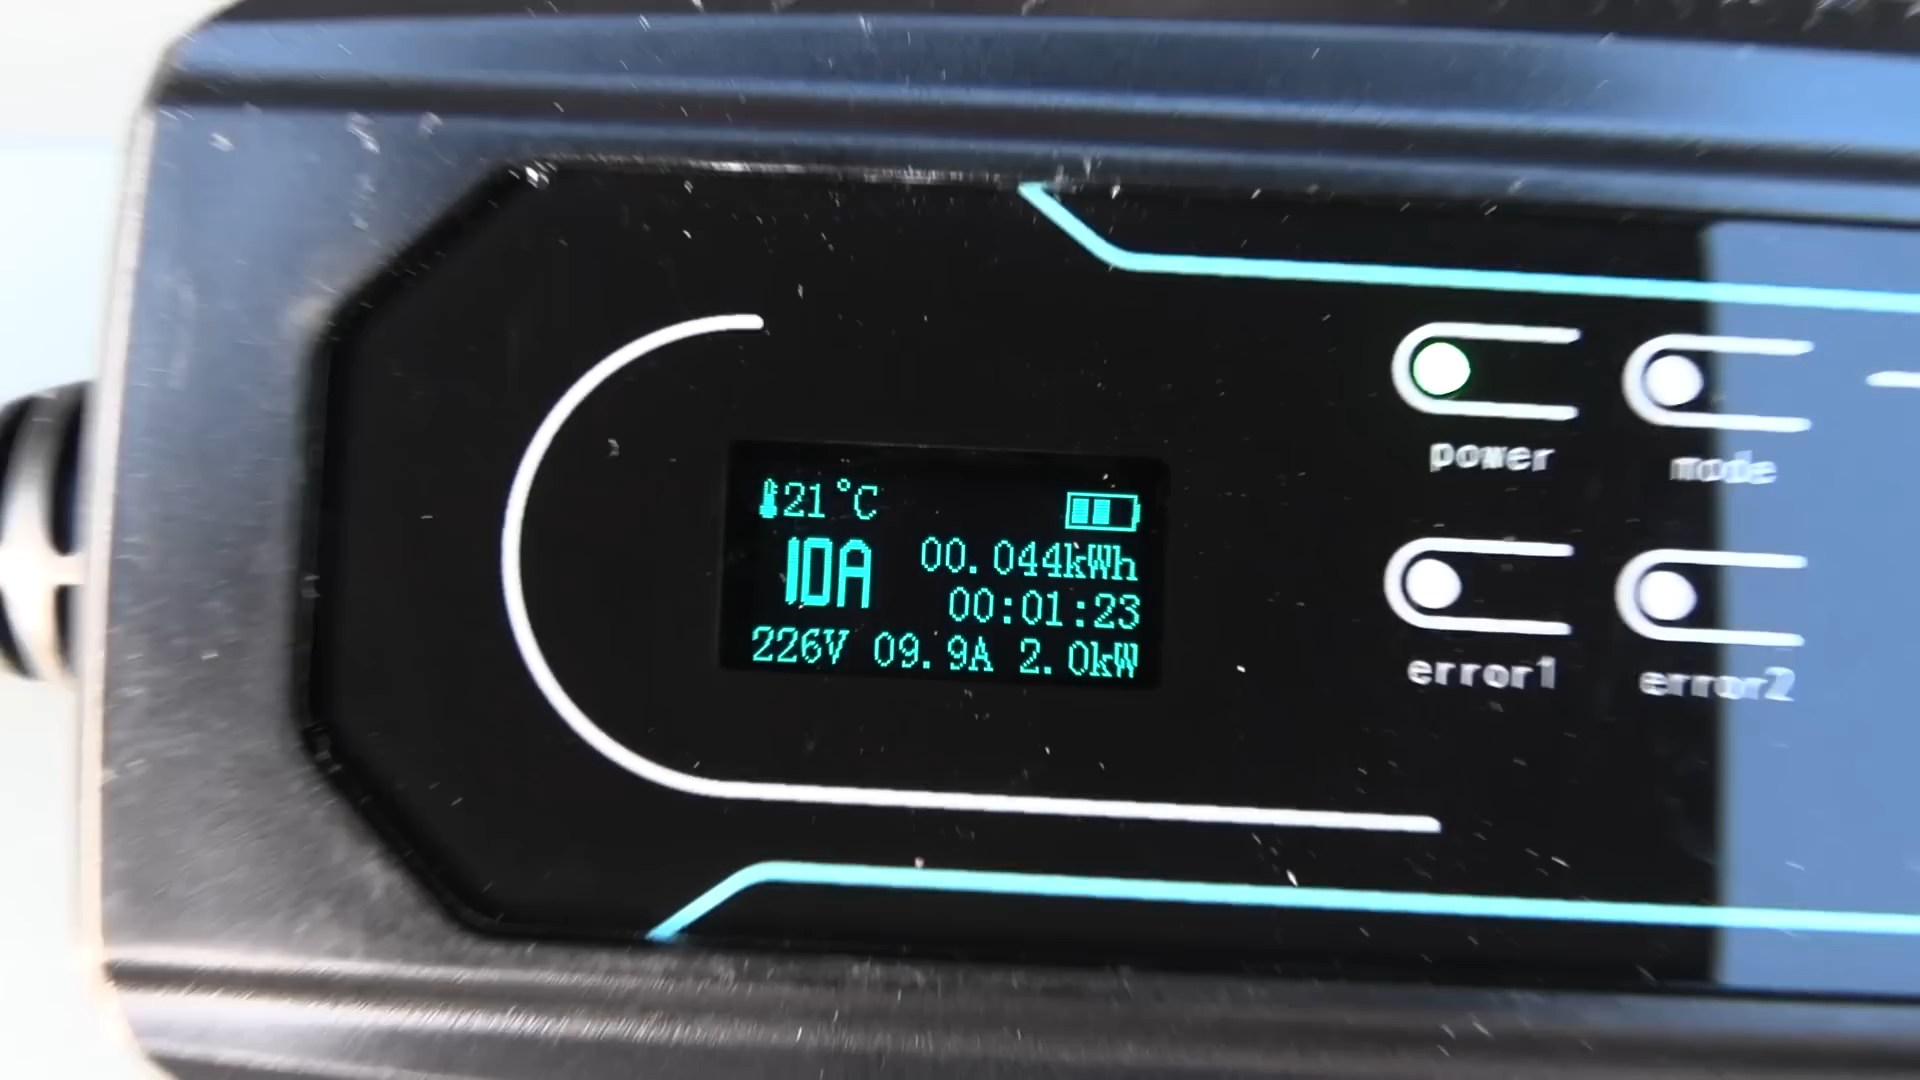 21°C
10A
00.044kWh
00:01:23
226V 09.9A 2.0kW
power
mode
error1
error2